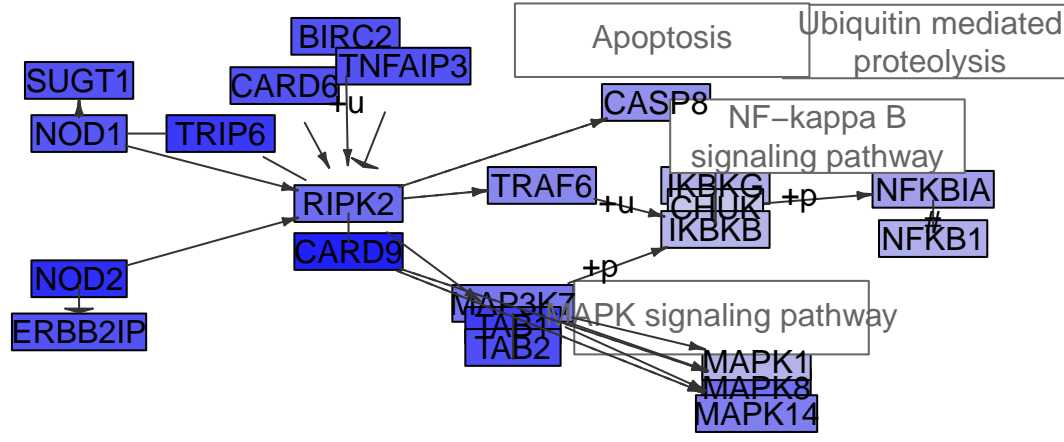 Apoptosis
Ubiquitin mediated
proteolysis
BIRC2
TNFAIP3
CARD6
+u
SUGT1
NOD1
TRIP6
CASP8
NF−kappa B
signaling pathway
RIPK2
TRAF6
+u
IKBKG
CHUK
IKBKB
+p
NFKBIA
#
NFKB1
CARD9
NOD2
ERBB2IP
+p
MAP3K7
TAB1
TAB2
MAPK signaling pathway
MAPK1
MAPK8
MAPK14